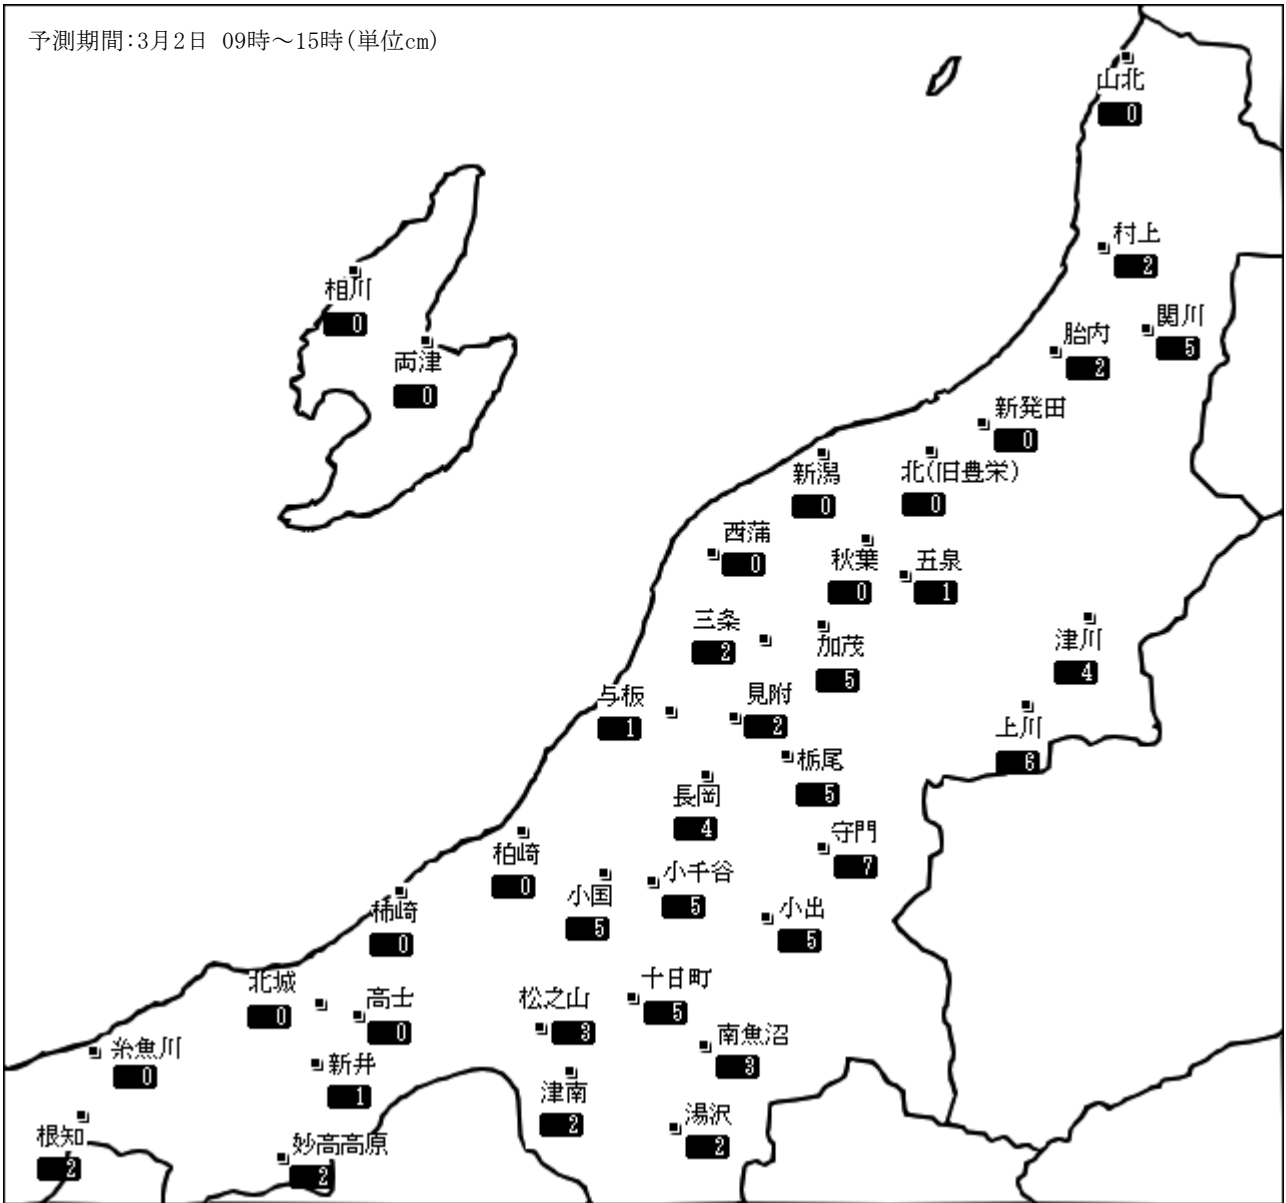 予測期間:3月2日 09時～15時(単位cm)
山北
0
村上
2
関川
5
胎内
2
相川
0
両津
0
新発田
0
新潟
0
北(旧豊栄)
0
西蒲
0
秋葉
0
五泉
1
三条
2
加茂
5
津川
4
与板
1
見附
2
上川
6
栃尾
5
長岡
4
守門
7
柏崎
0
小国
5
小千谷
5
小出
5
柿崎
0
北城
0
高士
0
松之山
3
十日町
5
南魚沼
3
糸魚川
0
新井
1
津南
2
湯沢
2
根知
2
妙高高原
2